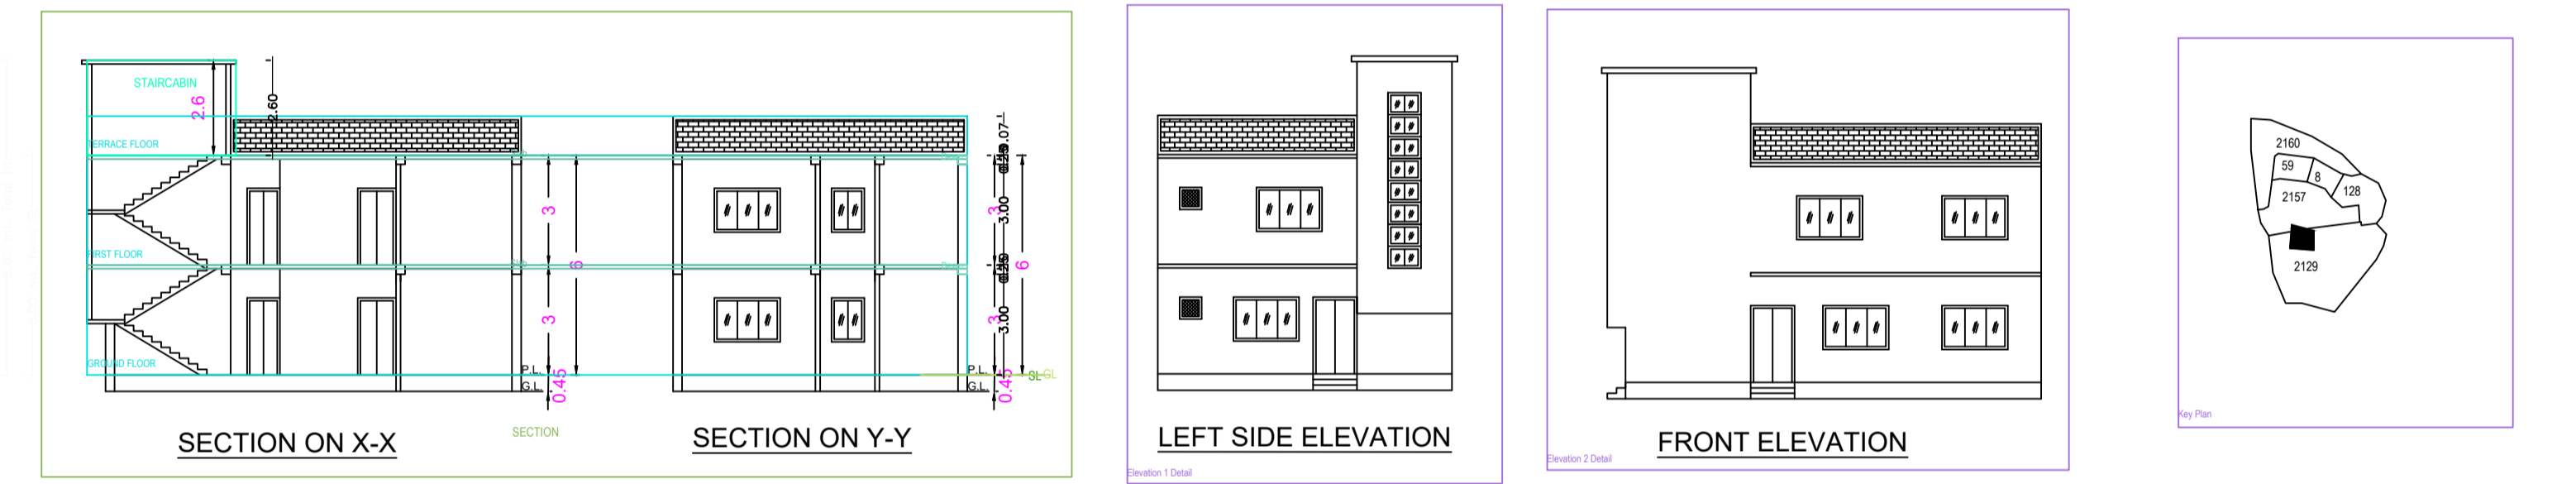 STAIRCABIN
2.6
2.60
TERRACE FLOOR
FIRST FLOOR
GROUND FLOOR
3
3
6
P.L.
G.L.
0.45
SECTION ON X-X
SECTION
3.00
3.00
3
3
6
P.L.
G.L.
0.45
SL
GL
SECTION ON Y-Y
LEFT SIDE ELEVATION
Elevation 1 Detail
FRONT ELEVATION
Elevation 2 Detail
2160
59
8
128
2157
2129
Key Plan